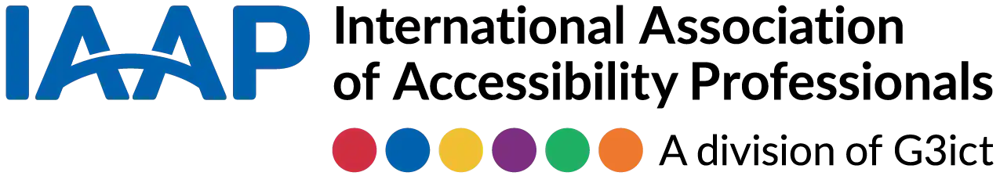 IAAP
International Association
of Accessibility Professionals
A division of G3ict